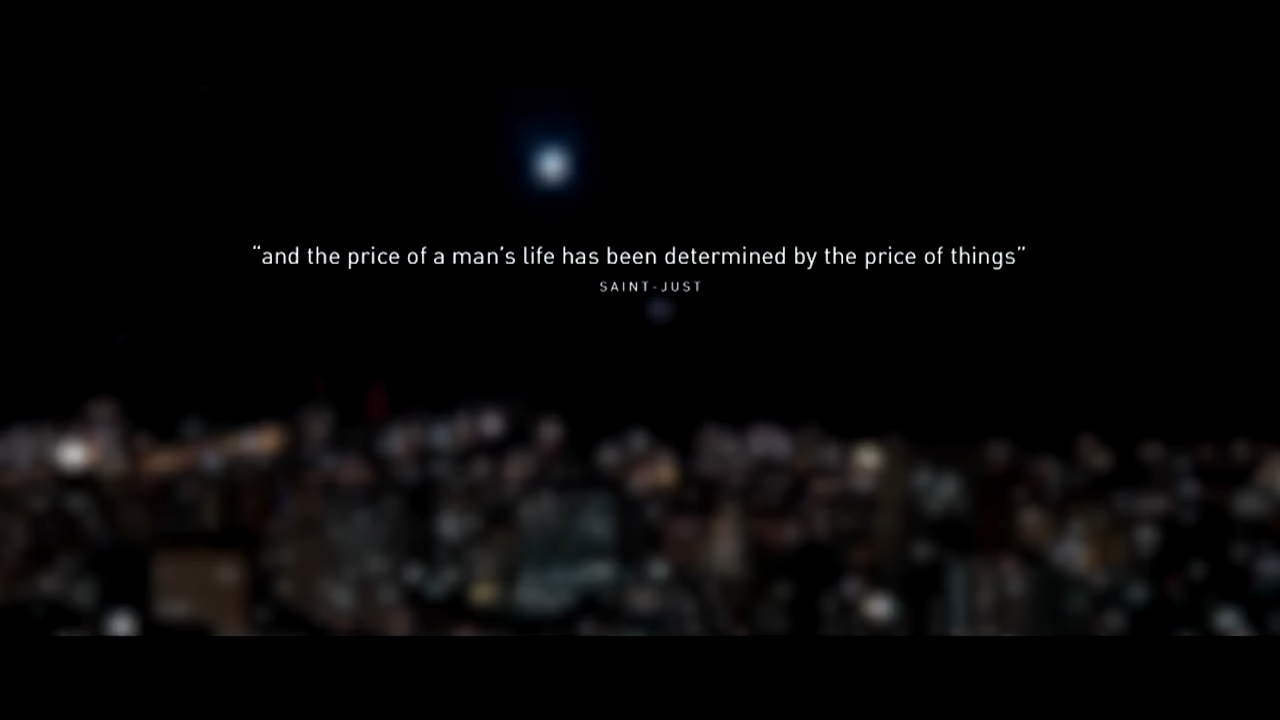 “and the price of a man’s life has been determined by the price of things”
SAINT-JUST